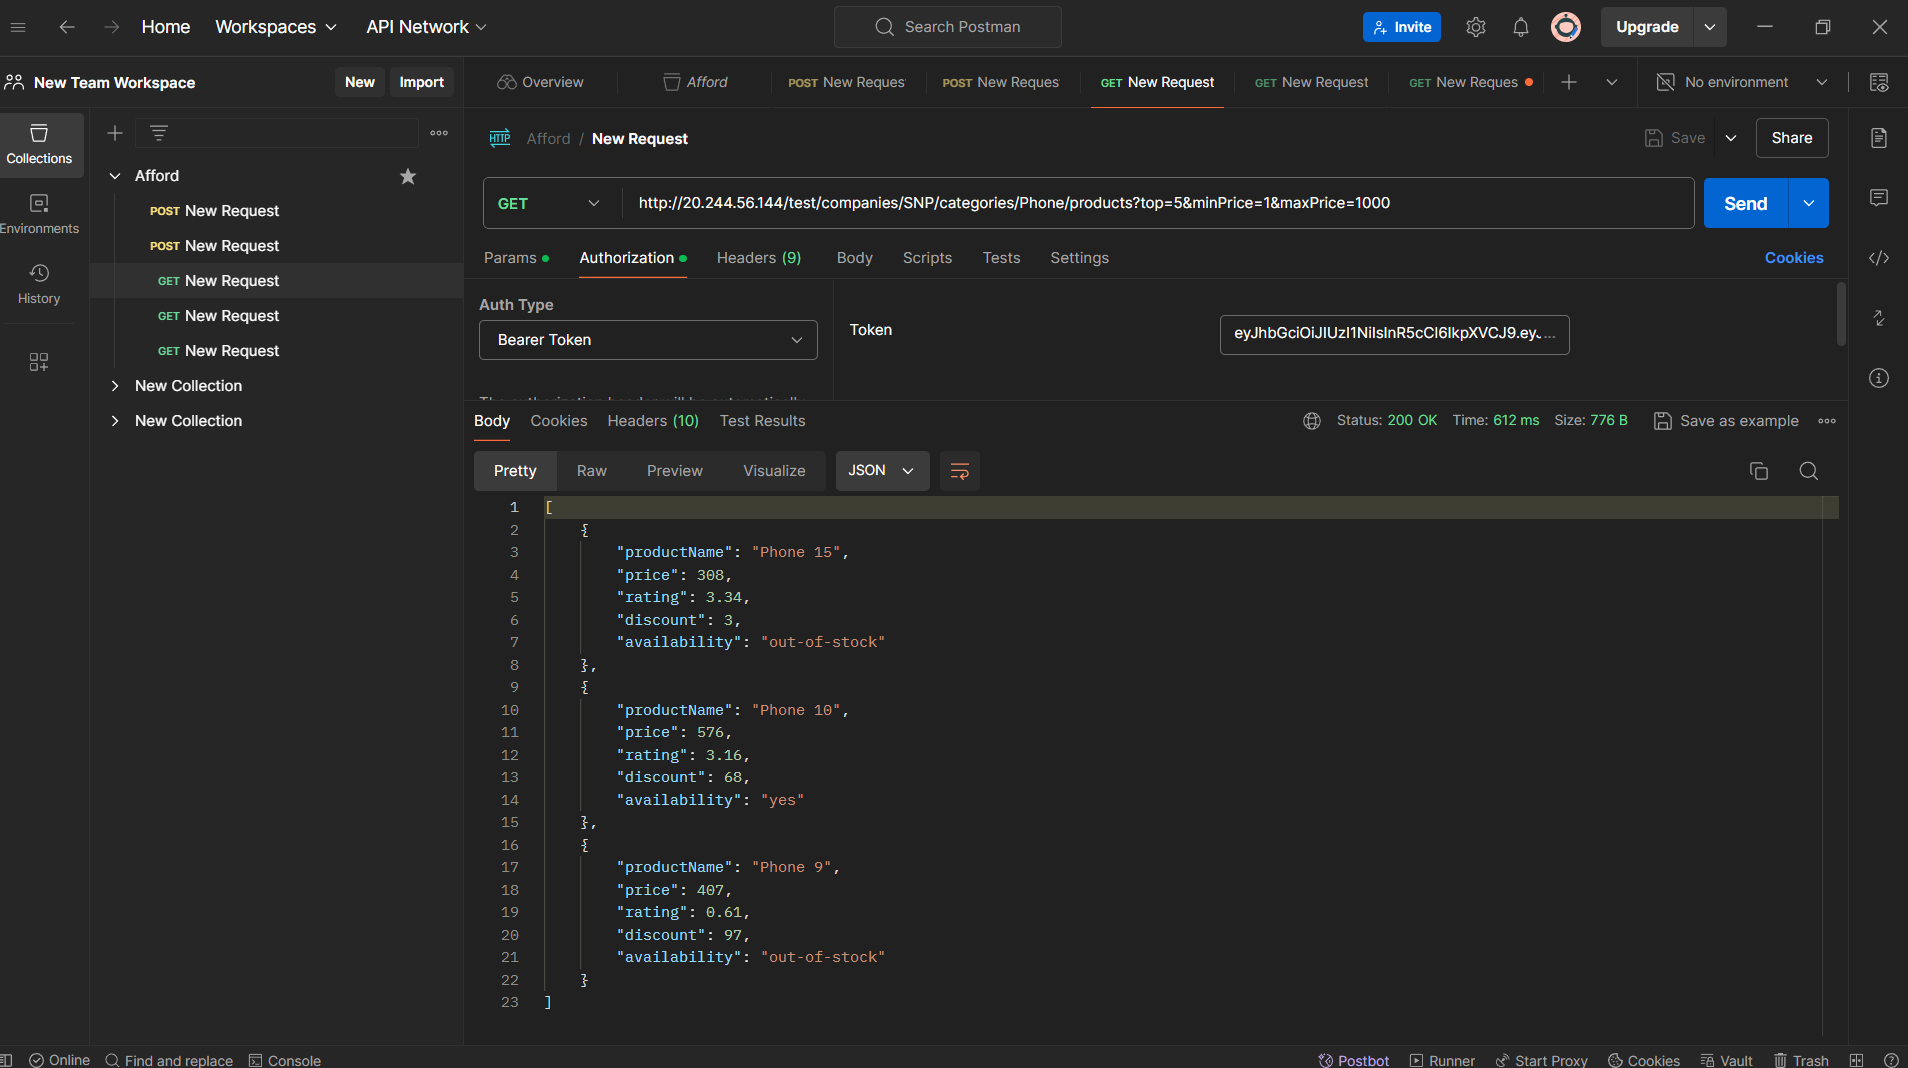 Home Workspaces API Network Search Postman Invite Upgrade
New Team Workspace New Import Overview Afford POST New Reques POST New Reques GET New Request GET New Request GET New Reques No environment
Collections
Environments
History
Afford
POST New Request
POST New Request
GET New Request
GET New Request
GET New Request
New Collection
New Collection
HTTP Afford / New Request Save Share
GET http://20.244.56.144/test/companies/SNP/categories/Phone/products?top=5&minPrice=1&maxPrice=1000 Send
Params Authorization Headers (9) Body Scripts Tests Settings Cookies
Auth Type
Bearer Token
Token
Body Cookies Headers (10) Test Results Status: 200 OK Time: 612 ms Size: 776 B Save as example
Pretty Raw Preview Visualize JSON
1 [
2 {
3 "productName": "Phone 15",
4 "price": 308,
5 "rating": 3.34,
6 "discount": 3,
7 "availability": "out-of-stock"
8 },
9 {
10 "productName": "Phone 10",
11 "price": 576,
12 "rating": 3.16,
13 "discount": 68,
14 "availability": "yes"
15 },
16 {
17 "productName": "Phone 9",
18 "price": 407,
19 "rating": 0.61,
20 "discount": 97,
21 "availability": "out-of-stock"
22 }
23 ]
Online Find and replace Console Postbot Runner Start Proxy Cookies Vault Trash